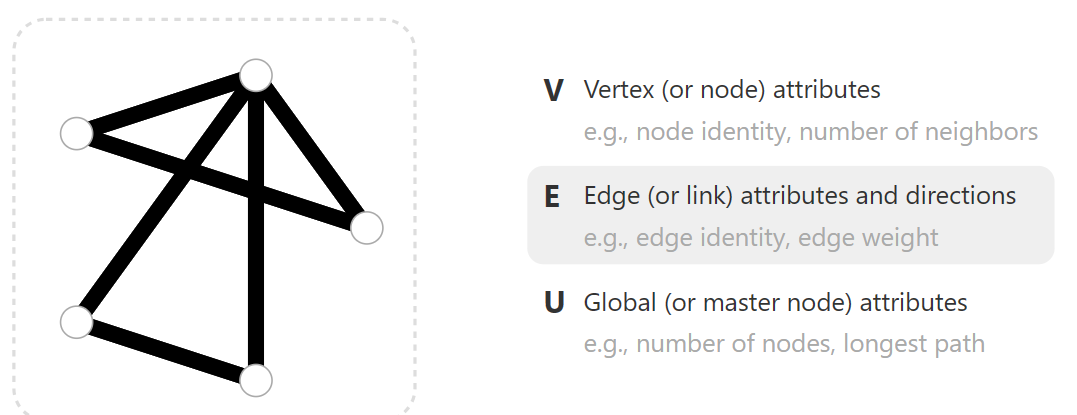 V Vertex (or node) attributes
e.g., node identity, number of neighbors
E Edge (or link) attributes and directions
e.g., edge identity, edge weight
U Global (or master node) attributes
e.g., number of nodes, longest path